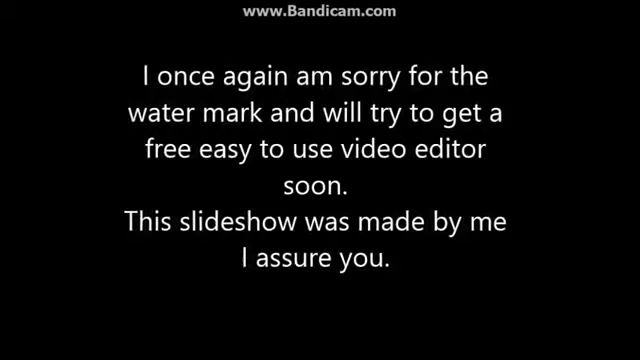 www.Bandicam.com
I once again am sorry for the
water mark and will try to get a
free easy to use video editor
soon.
This slideshow was made by me
I assure you.